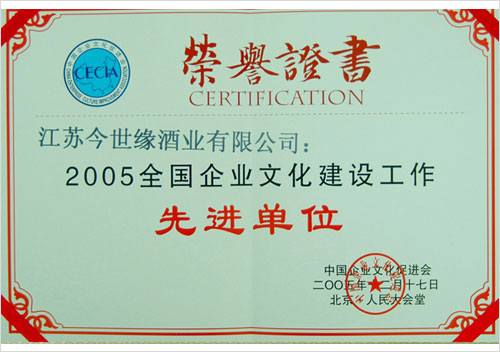 CECIA
榮譽證書
CERTIFICATION
江苏今世缘酒业有限公司：
2005全国企业文化建设工作
先进单位
中国企业文化促进会
二〇〇五年十二月十七日
北京·人民大会堂